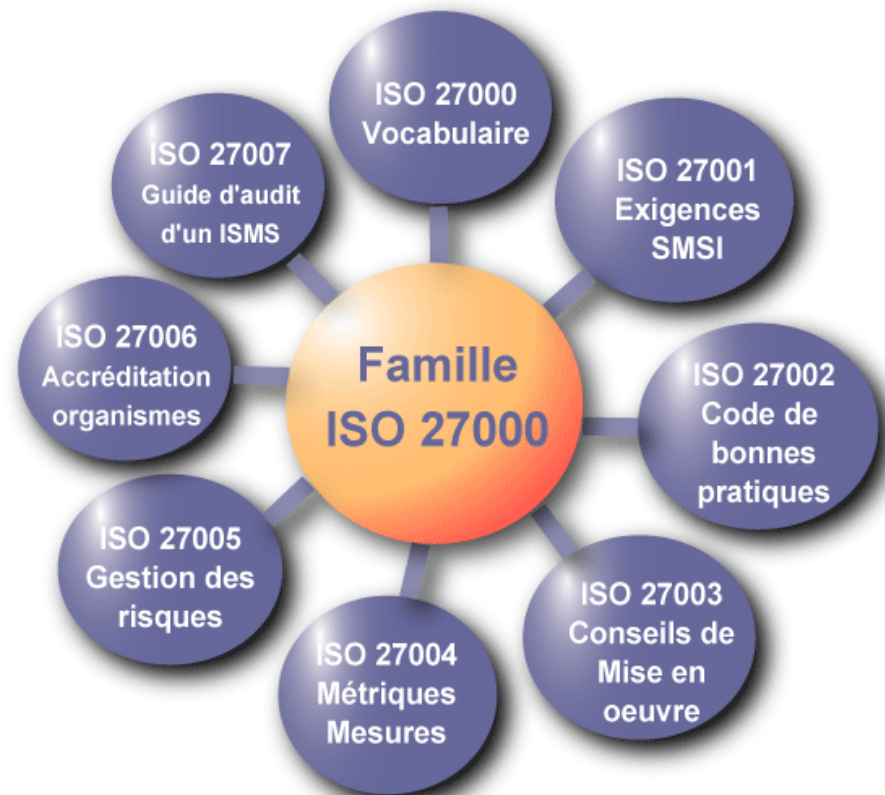 ISO 27000
Vocabulaire
ISO 27001
Exigences
SMSI
ISO 27002
Code de
bonnes
pratiques
ISO 27003
Conseils de
Mise en
oeuvre
ISO 27004
Métriques
Mesures
ISO 27005
Gestion des
risques
ISO 27006
Accréditation
organismes
ISO 27007
Guide d'audit
d'un ISMS
Famille
ISO 27000